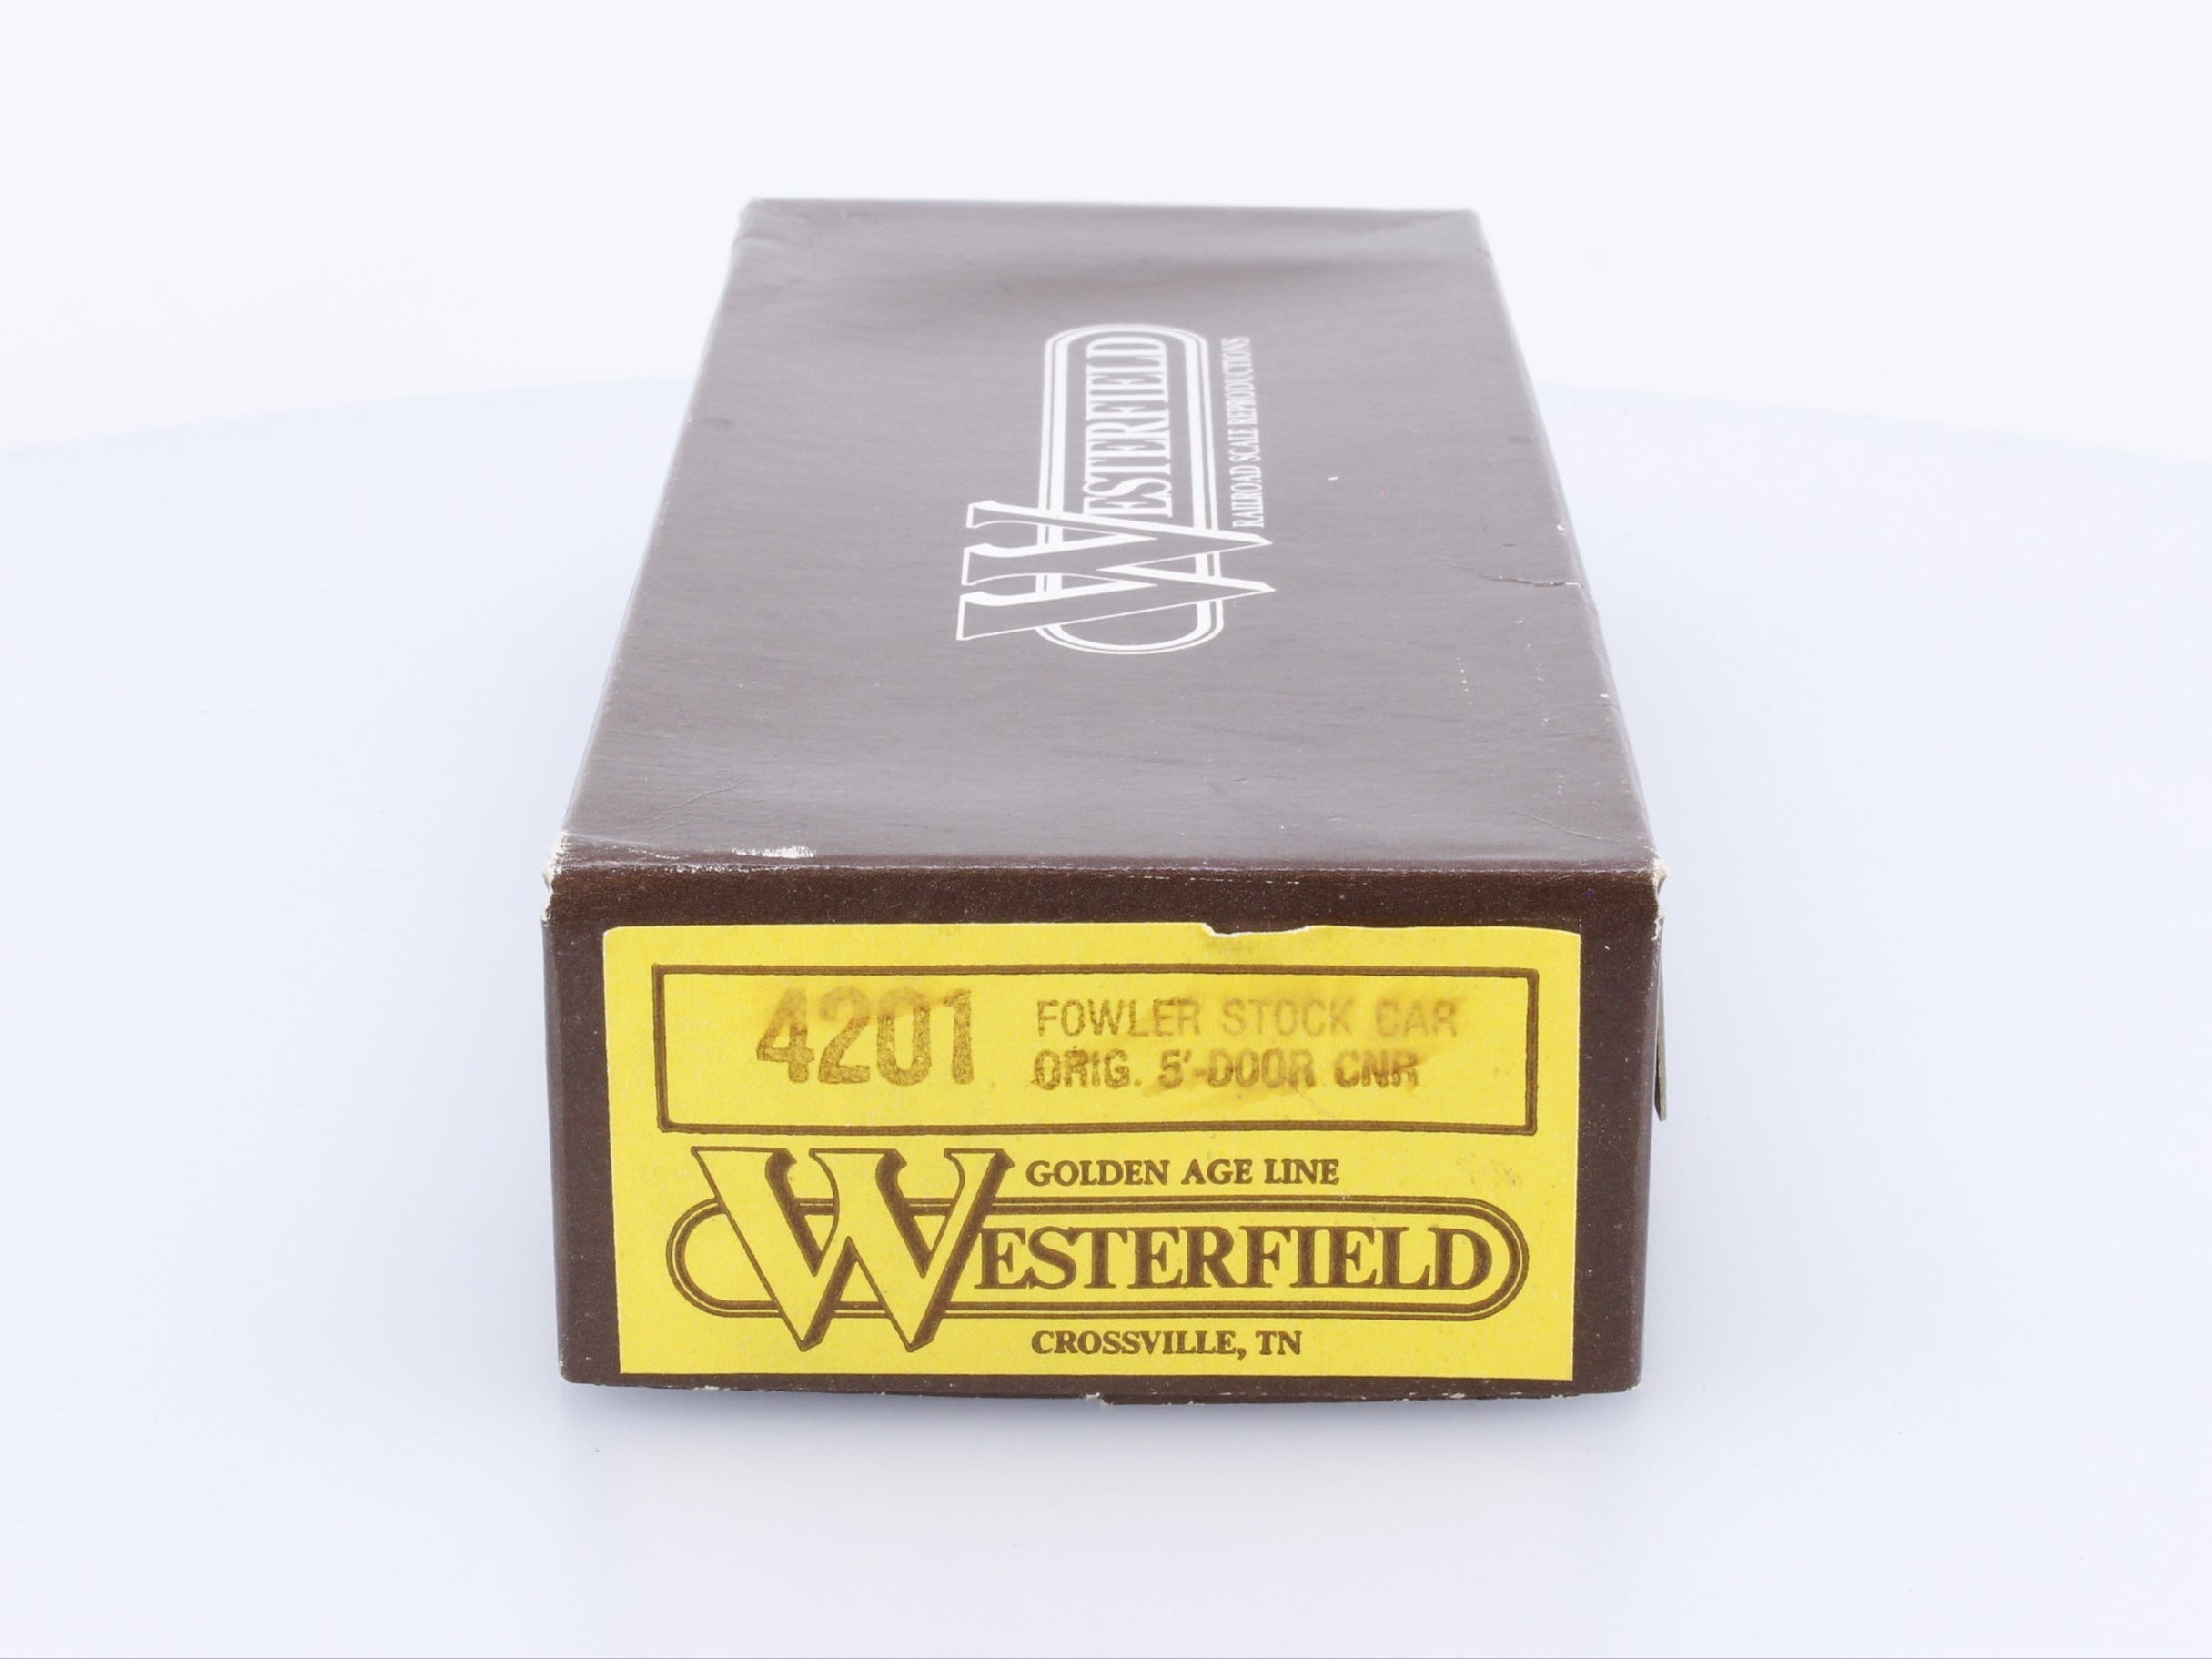 WESTERFIELD
RAILROAD SCALE REPRODUCTIONS
4201
FOWLER STOCK CAR
ORIG. 5'-DOOR CNR
GOLDEN AGE LINE
WESTERFIELD
CROSSVILLE, TN